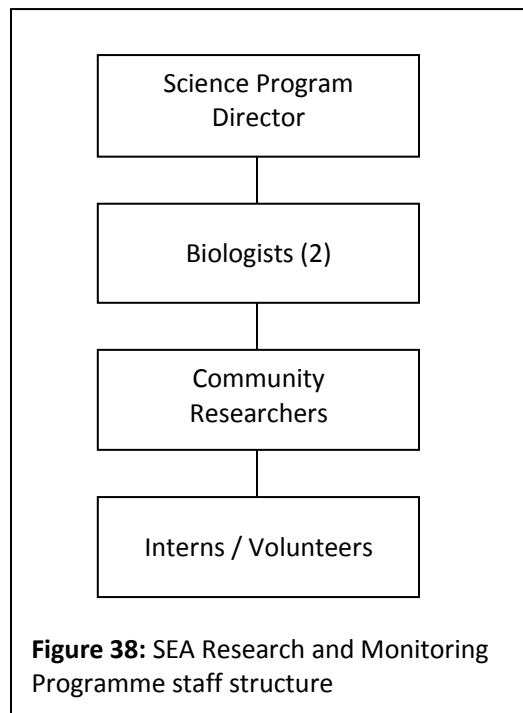 Science Program
Director
Biologists (2)
Community
Researchers
Interns / Volunteers
Figure 38: SEA Research and Monitoring
Programme staff structure